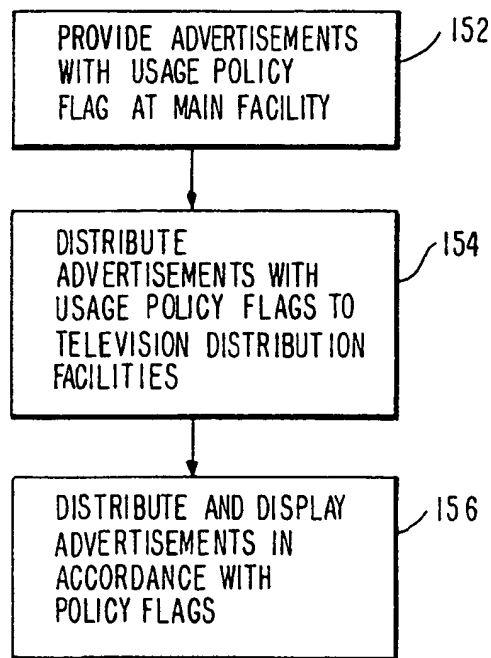 PROVIDE ADVERTISEMENTS
WITH USAGE POLICY
FLAG AT MAIN FACILITY
152
DISTRIBUTE
ADVERTISEMENTS WITH
USAGE POLICY FLAGS TO
TELEVISION DISTRIBUTION
FACILITIES
154
DISTRIBUTE AND DISPLAY
ADVERTISEMENTS IN
ACCORDANCE WITH
POLICY FLAGS
156